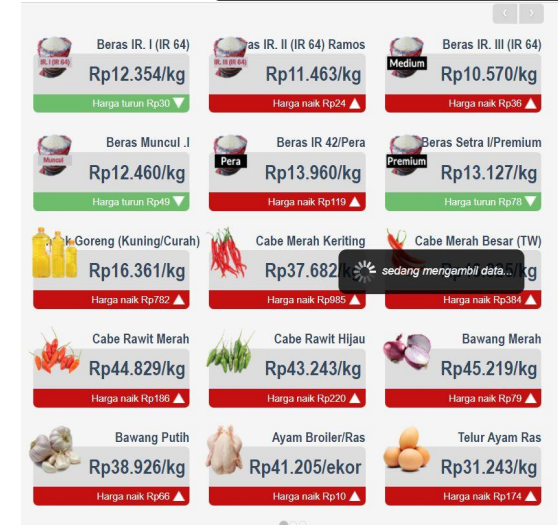 Beras IR. I (IR 64)
IR. I (IR 64)
Rp12.354/kg
Harga turun Rp30
as IR. II (IR 64) Ramos
IR. II (IR 64)
Rp11.463/kg
Harga naik Rp24
Beras IR. III (IR 64)
Medium
Rp10.570/kg
Harga naik Rp36
Beras Muncul .I
Muncul
Rp12.460/kg
Harga turun Rp49
Beras IR 42/Pera
Pera
Rp13.960/kg
Harga naik Rp119
Beras Setra I/Premium
Premium
Rp13.127/kg
Harga turun Rp78
Goreng (Kuning/Curah)
Rp16.361/kg
Harga naik Rp782
Cabe Merah Keriting
Rp37.682/
Harga naik Rp985
Cabe Merah Besar (TW)
sedang mengambil data...
Harga naik Rp384
Cabe Rawit Merah
Rp44.829/kg
Harga naik Rp186
Cabe Rawit Hijau
Rp43.243/kg
Harga naik Rp220
Bawang Merah
Rp45.219/kg
Harga naik Rp79
Bawang Putih
Rp38.926/kg
Harga naik Rp66
Ayam Broiler/Ras
Rp41.205/ekor
Harga naik Rp10
Telur Ayam Ras
Rp31.243/kg
Harga naik Rp174